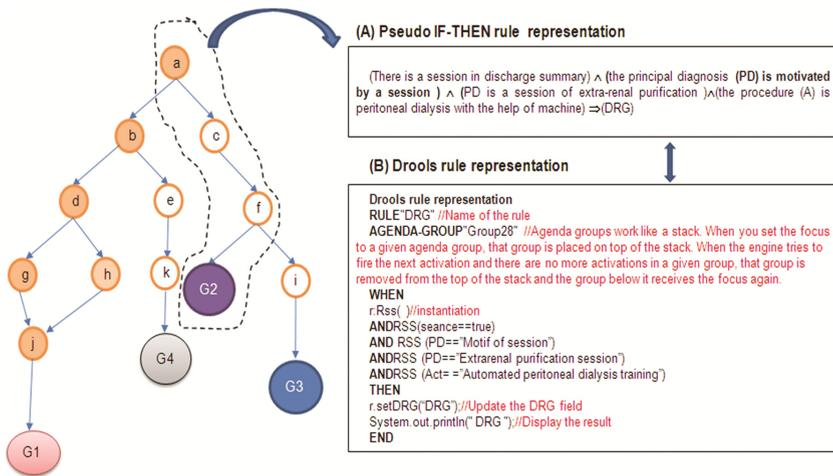 a
b
c
d
e
f
g
h
k
G2
i
j
G4
G3
G1
(A) Pseudo IF-THEN rule representation
(There is a session in discharge summary) ∧ (the principal diagnosis (PD) is motivated
by a session ) ∧ (PD is a session of extra-renal purification )∧(the procedure (A) is
peritoneal dialysis with the help of machine) ⇒(DRG)
(B) Drools rule representation
Drools rule representation
RULE"DRG" //Name of the rule
AGENDA-GROUP"Group28" //Agenda groups work like a stack. When you set the focus
to a given agenda group, that group is placed on top of the stack. When the engine tries to
fire the next activation and there are no more activations in a given group, that group is
removed from the top of the stack and the group below it receives the focus again.
WHEN
r:Rss( )//instantiation
ANDRSS(seance==true)
AND RSS (PD=="Motif of session")
ANDRSS (PD=="Extrarenal purification session")
ANDRSS (Act= ="Automated peritoneal dialysis training")
THEN
r.setDRG("DRG");//Update the DRG field
System.out.println(" DRG ");//Display the result
END